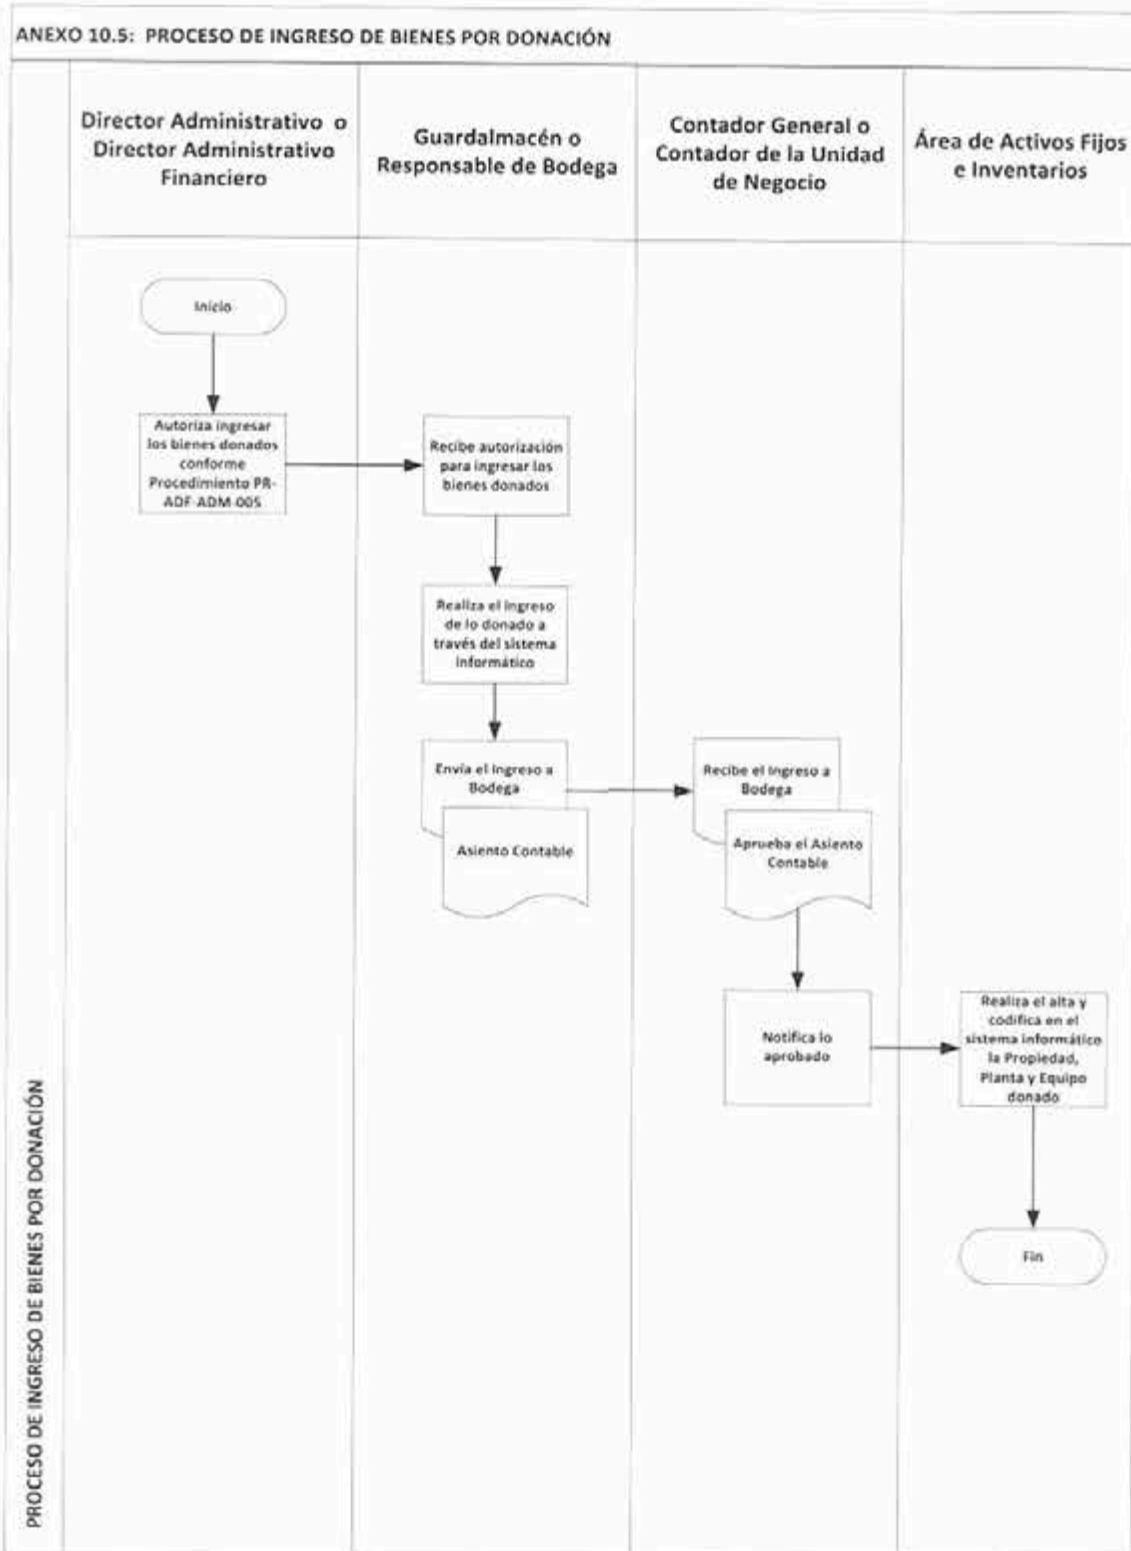 ANEXO 10.5: PROCESO DE INGRESO DE BIENES POR DONACIÓN
Director Administrativo o
Director Administrativo
Financiero
Guardalmacén o
Responsable de Bodega
Contador General o
Contador de la Unidad
de Negocio
Área de Activos Fijos
e Inventarios
Inicio
Autoriza ingresar
los bienes donados
conforme
Procedimiento PR-
ADF-ADM-005
Recibe autorización
para ingresar los
bienes donados
Realiza el ingreso
de lo donado a
través del sistema
informático
Envía el Ingreso a
Bodega
Asiento Contable
Recibe el Ingreso a
Bodega
Aprueba el Asiento
Contable
Notifica lo
aprobado
Realiza el alta y
codifica en el
sistema informático
la Propiedad,
Planta y Equipo
donado
Fin
PROCESO DE INGRESO DE BIENES POR DONACIÓN